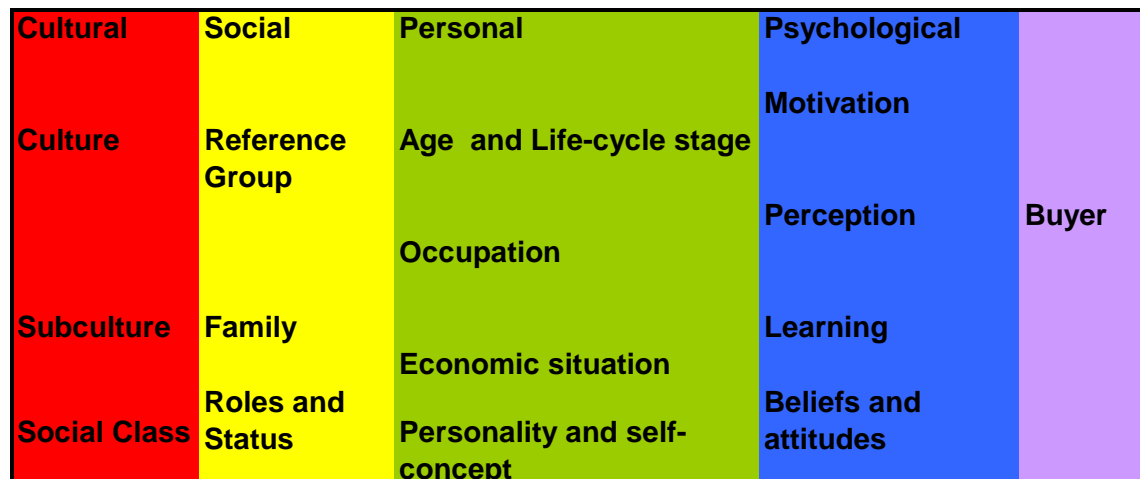 Cultural
Culture
Subculture
Social Class
Social
Reference
Group
Family
Roles and
Status
Personal
Age and Life-cycle stage
Occupation
Economic situation
Personality and self-
concept
Psychological
Motivation
Perception
Learning
Beliefs and
attitudes
Buyer